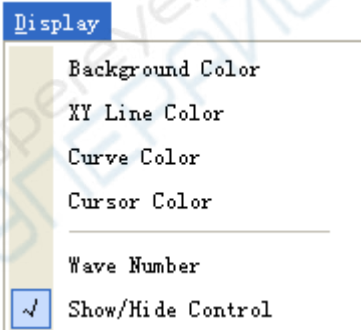 Display
Background Color
XY Line Color
Curve Color
Cursor Color
Wave Number
Show/Hide Control